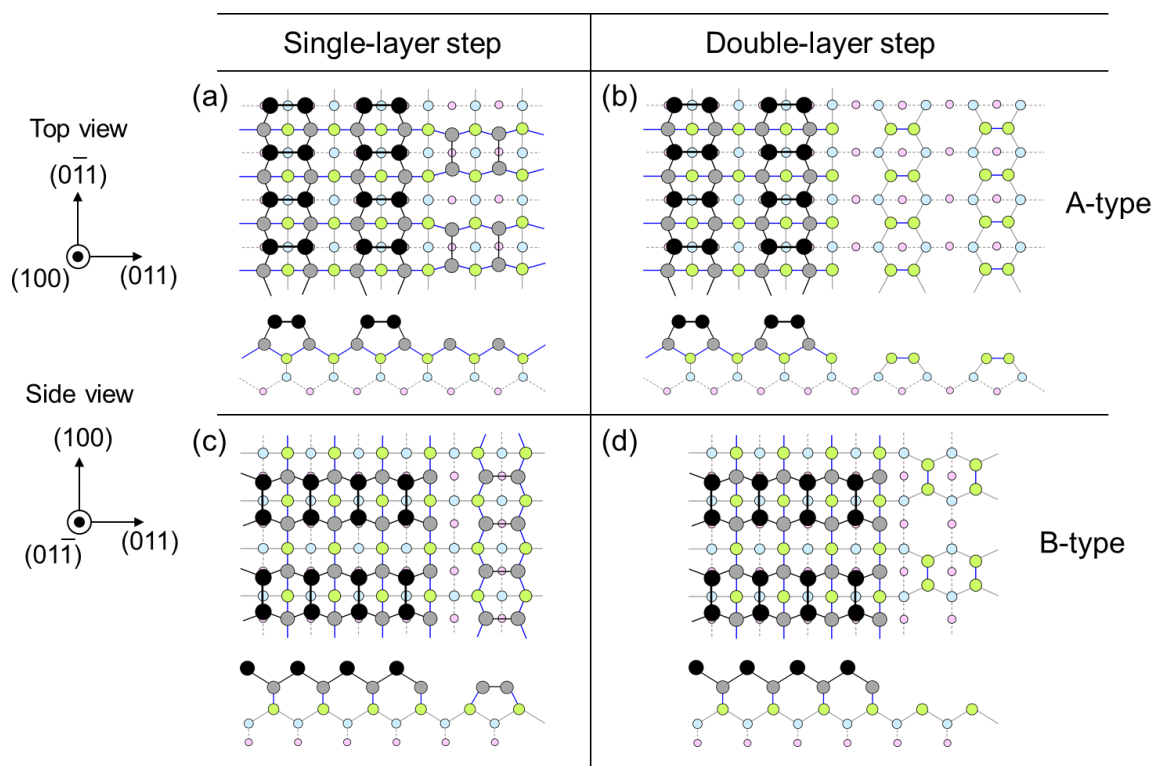 Single-layer step
Double-layer step
(a)
(b)
Top view
(01̅1)
(100)
(011)
A-type
Side view
(100)
(011̅)
(011)
(c)
(d)
B-type